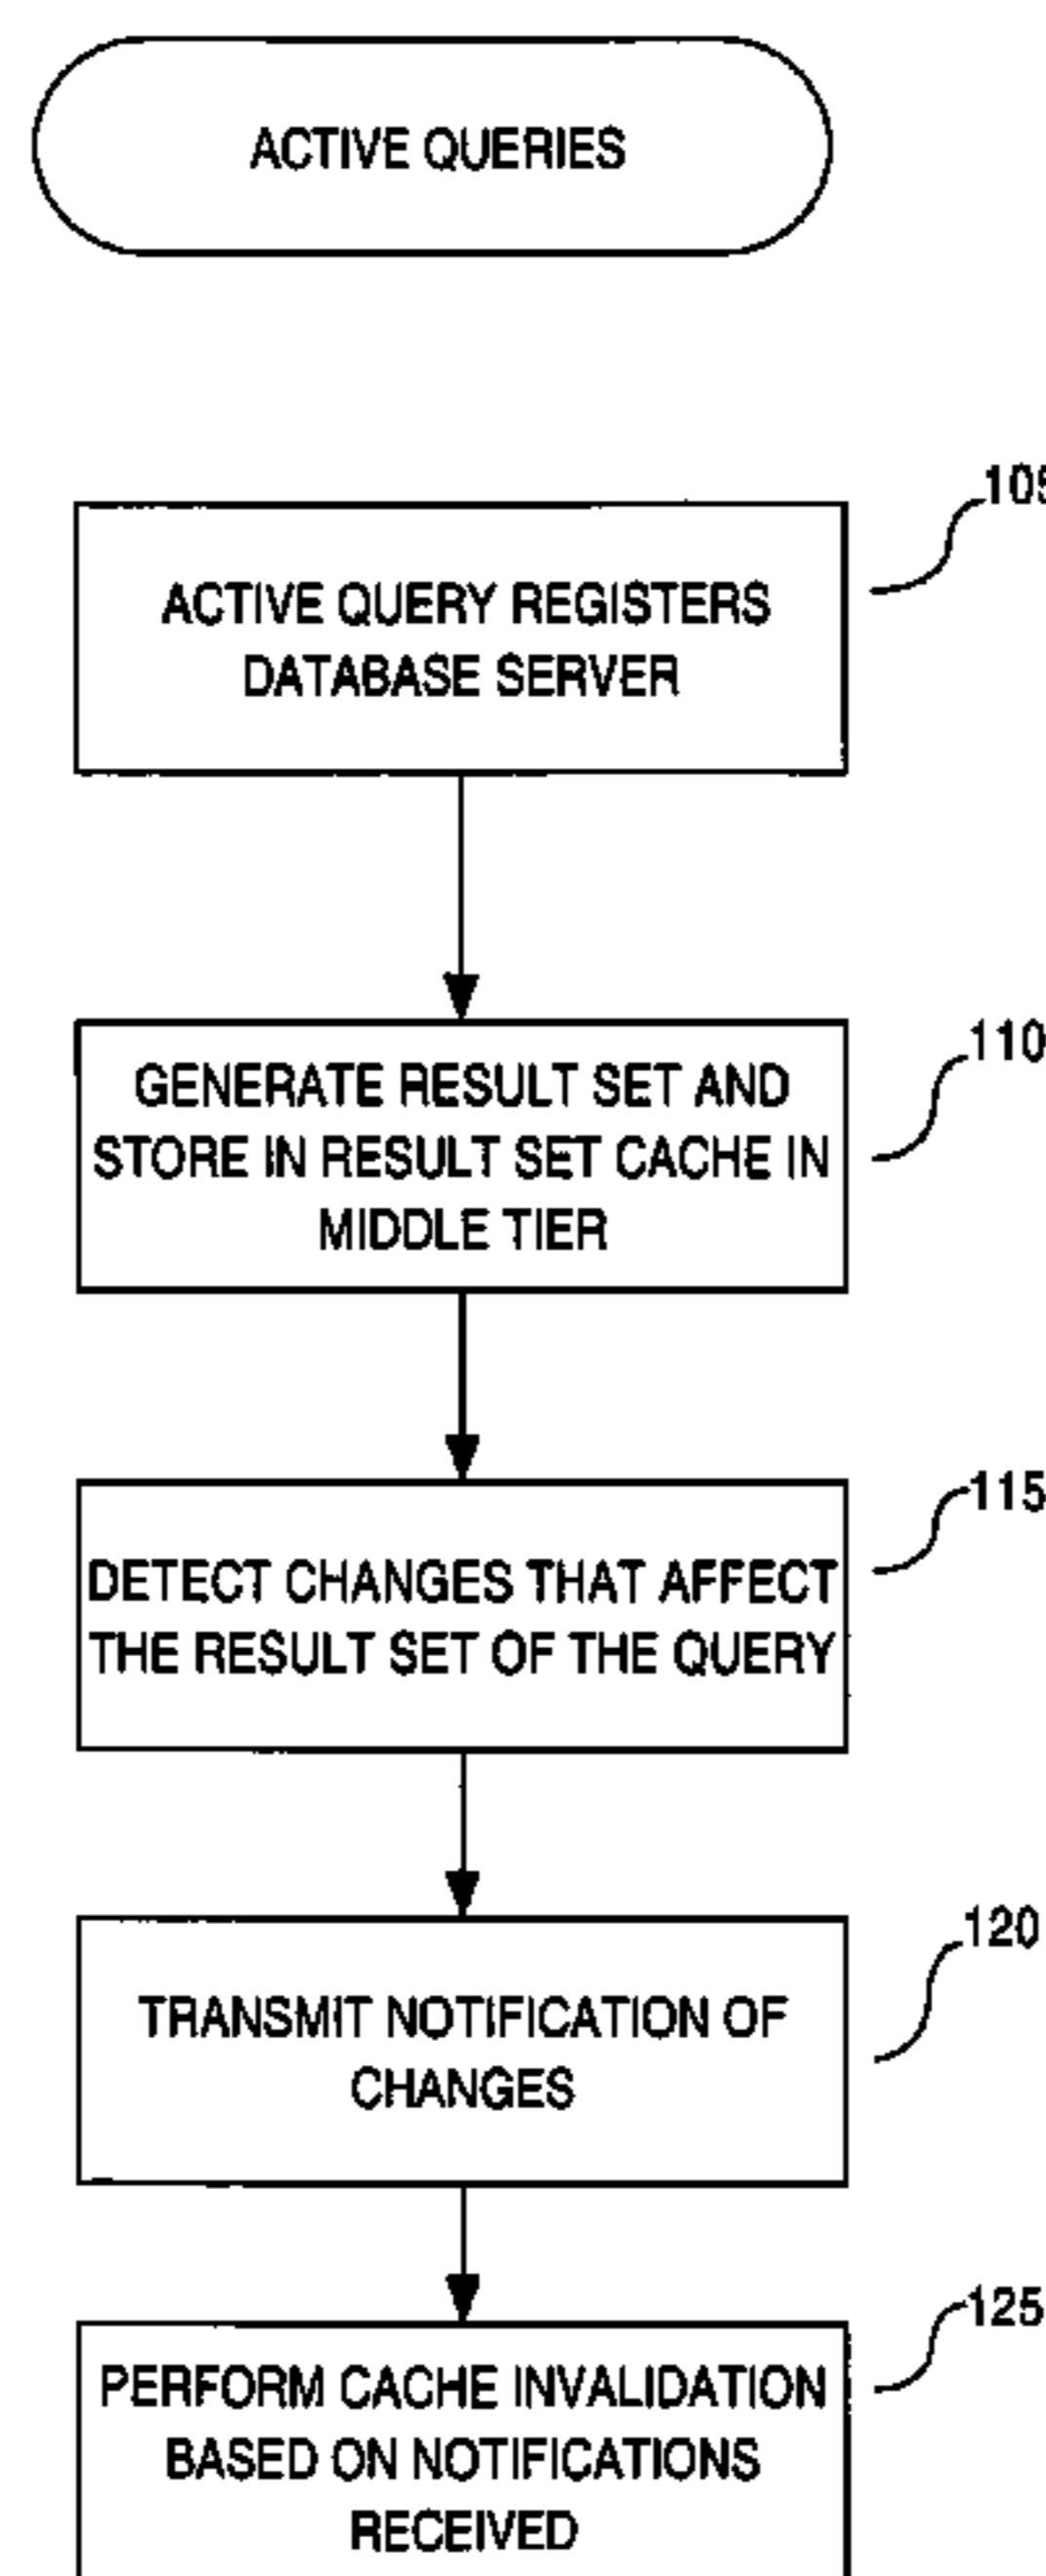 ACTIVE QUERIES
105
ACTIVE QUERY REGISTERS
DATABASE SERVER
110
GENERATE RESULT SET AND
STORE IN RESULT SET CACHE IN
MIDDLE TIER
115
DETECT CHANGES THAT AFFECT
THE RESULT SET OF THE QUERY
120
TRANSMIT NOTIFICATION OF
CHANGES
125
PERFORM CACHE INVALIDATION
BASED ON NOTIFICATIONS
RECEIVED